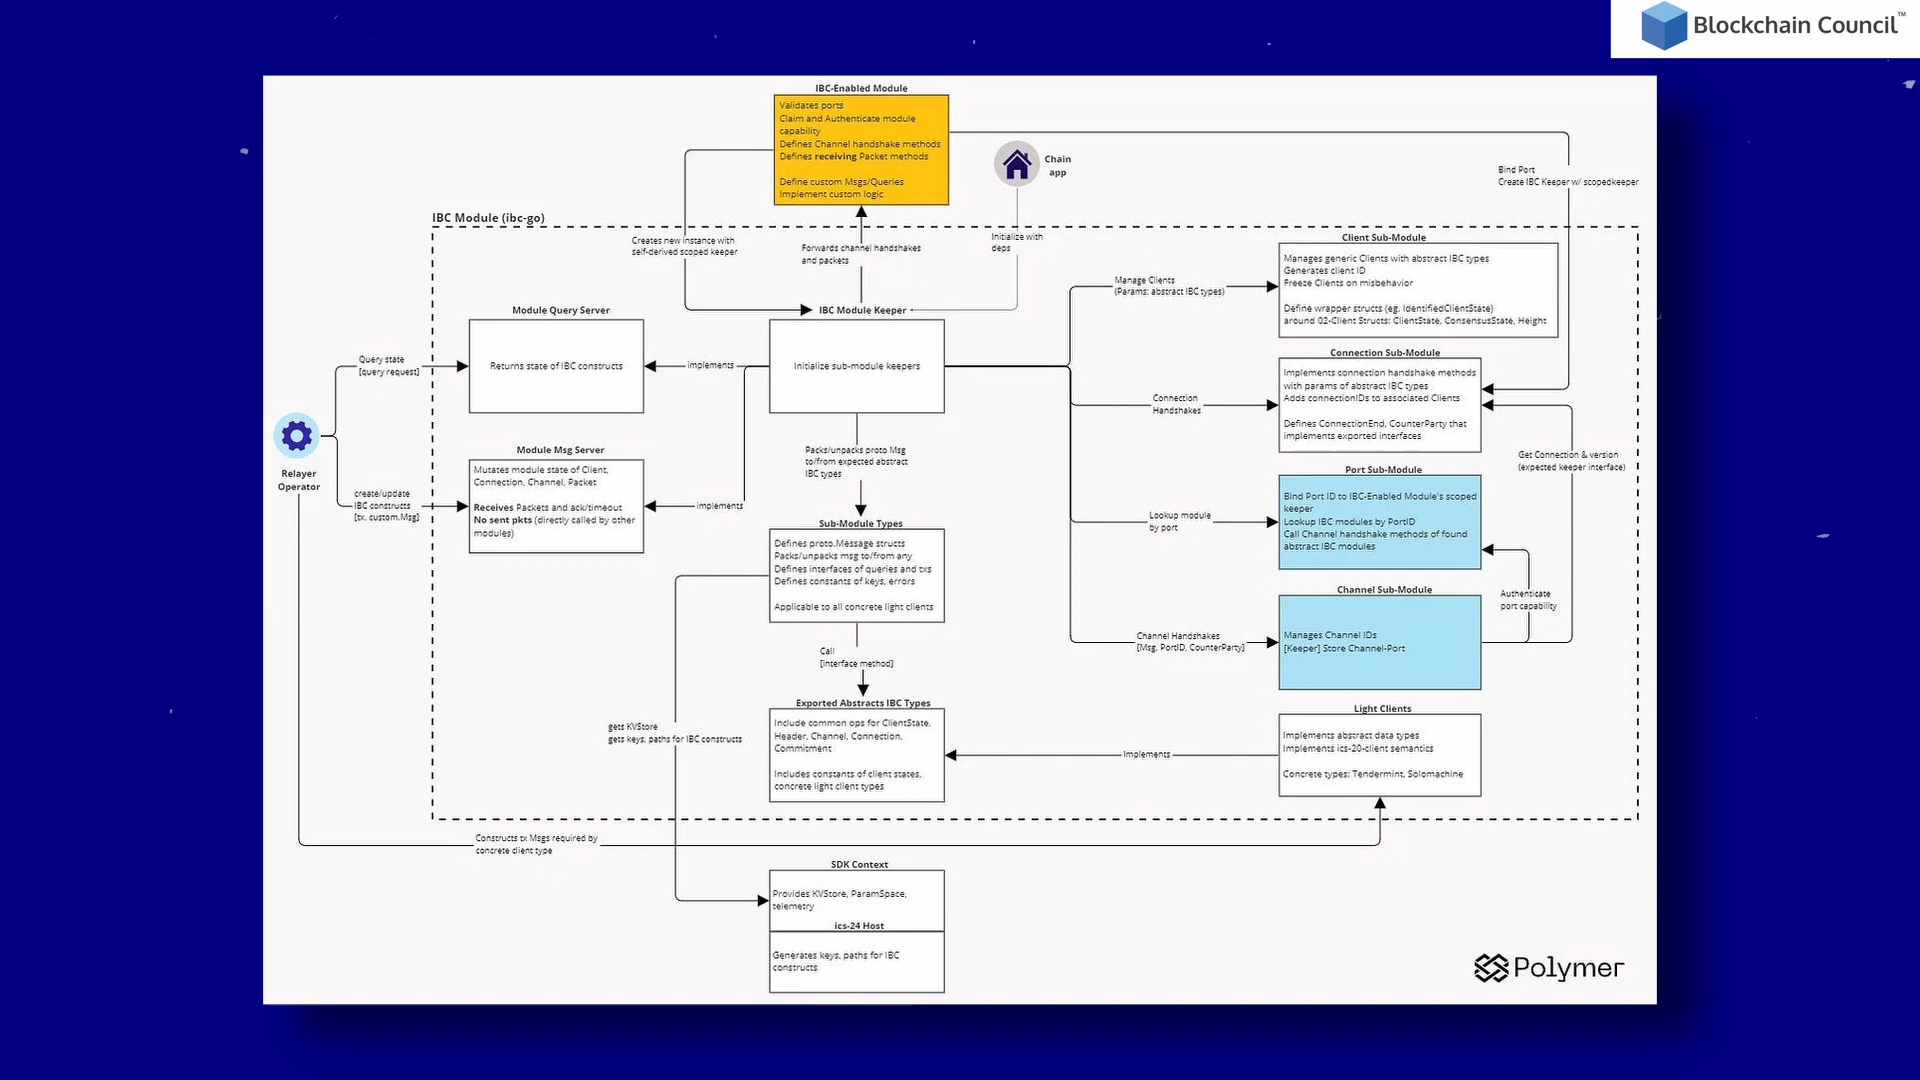 Blockchain Council™
IBC-Enabled Module
Validates ports
Claim and Authenticate module
capability
Defines Channel handshake methods
Defines receiving Packet methods
Define custom Msgs/Queries
Implement custom logic
Chain
app
Bind Port
Create IBC Keeper w/ scopedkeeper
IBC Module (ibc-go)
Creates new instance with
self-derived scoped keeper
Forwards channel handshakes
and packets
Initialize with
deps
Client Sub-Module
Manages generic Clients with abstract IBC types
Generates client ID
Freeze Clients on misbehavior
Define wrapper structs (eg. IdentifiedClientState)
around 02-Client Structs: ClientState, ConsensusState, Height
Manage Clients
(Params: abstract IBC types)
Module Query Server
Returns state of IBC constructs
IBC Module Keeper
Initialize sub-module keepers
implements
Query state
[query request]
Connection Sub-Module
Implements connection handshake methods
with params of abstract IBC types
Adds connectionIDs to associated Clients
Defines ConnectionEnd, CounterParty that
implements exported interfaces
Connection
Handshakes
Relayer
Operator
Module Msg Server
Mutates module state of Client,
Connection, Channel, Packet
Receives Packets and ack/timeout
No sent pkts (directly called by other
modules)
create/update
IBC constructs
[tx. custom.Msg]
implements
Packs/unpacks proto Msg
to/from expected abstract
IBC types
Get Connection & version
(expected keeper interface)
Port Sub-Module
Bind Port ID to IBC-Enabled Module's scoped
keeper
Lookup IBC modules by PortID
Call Channel handshake methods of found
abstract IBC modules
Lookup module
by port
Sub-Module Types
Defines proto.Message structs
Packs/unpacks msg to/from any
Defines interfaces of queries and txs
Defines constants of keys, errors
Applicable to all concrete light clients
Authenticate
port capability
Channel Sub-Module
Manages Channel IDs
[Keeper] Store Channel-Port
Channel Handshakes
[Msg. PortID, CounterParty]
Call
[interface method]
Exported Abstracts IBC Types
Include common ops for ClientState,
Header, Channel, Connection,
Commitment
Includes constants of client states,
concrete light client types
gets KVStore
gets keys, paths for IBC constructs
Light Clients
Implements abstract data types
Implements ics-20-client semantics
Concrete types: Tendermint, Solomachine
Implements
Constructs tx Msgs required by
concrete client type
SDK Context
Provides KVStore, ParamSpace,
telemetry
ics-24 Host
Generates keys, paths for IBC
constructs
Polymer